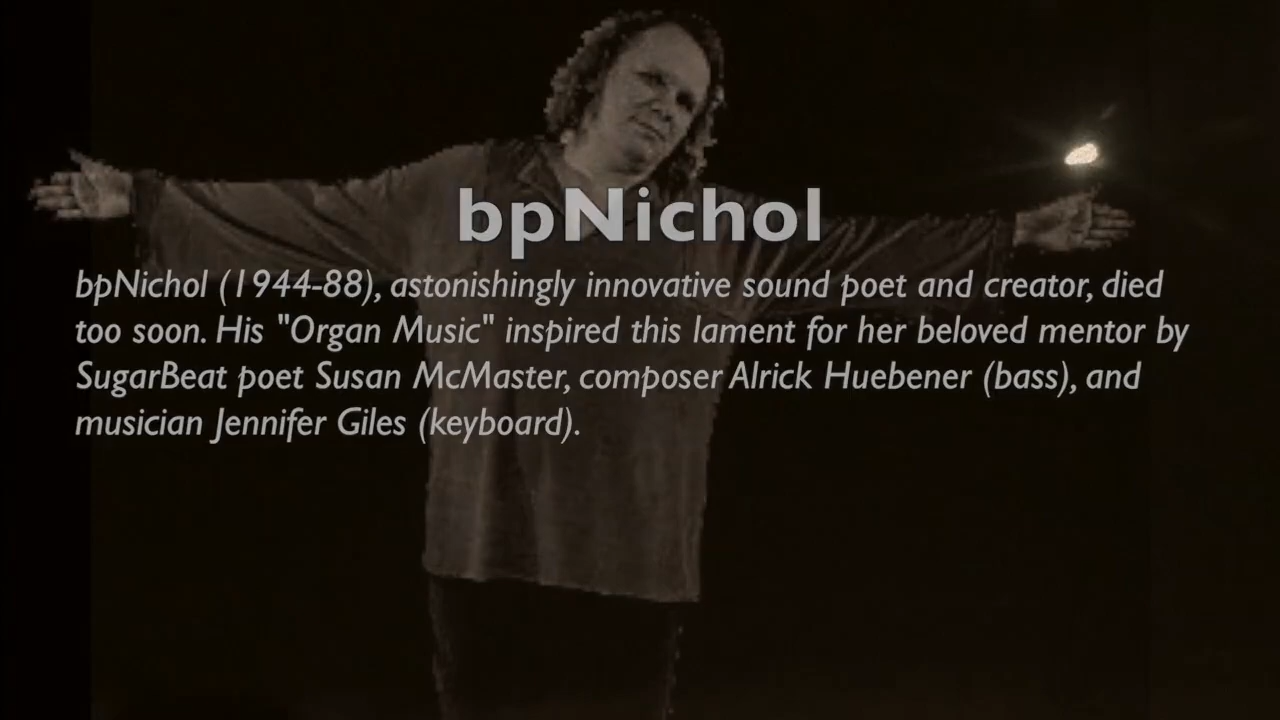 bpNichol
bpNichol (1944-88), astonishingly innovative sound poet and creator, died
too soon. His "Organ Music" inspired this lament for her beloved mentor by
SugarBeat poet Susan McMaster, composer Alrick Huebener (bass), and
musician Jennifer Giles (keyboard).